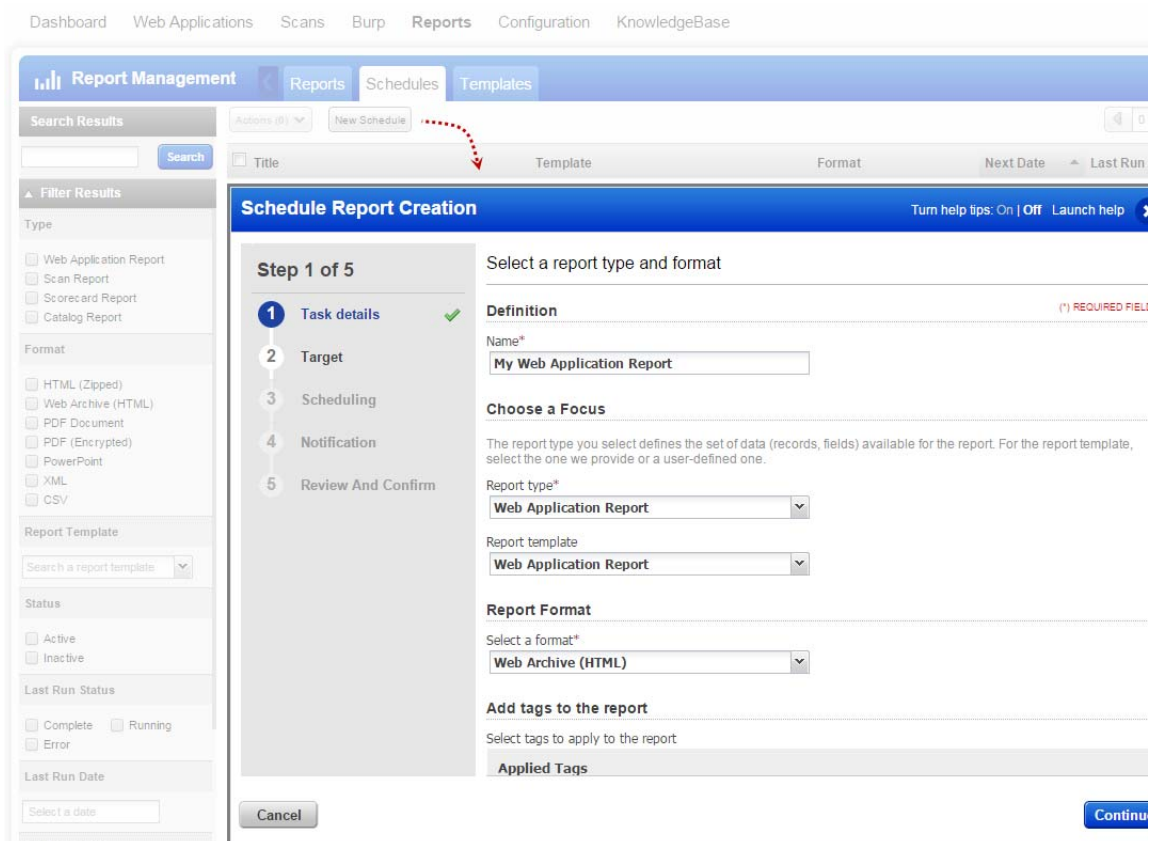 Dashboard Web Applications Scans Burp Reports Configuration KnowledgeBase
Report Management Reports Schedules Templates
Search Results
Actions (0) New Schedule 0
Search
Title Template Format Next Date Last Run
Filter Results
Type
Web Application Report
Scan Report
Scorecard Report
Catalog Report
Format
HTML (Zipped)
Web Archive (HTML)
PDF Document
PDF (Encrypted)
PowerPoint
XML
CSV
Report Template
Search a report template
Status
Active
Inactive
Last Run Status
Complete Running
Error
Last Run Date
Select a date
Schedule Report Creation
Turn help tips: On | Off Launch help
Step 1 of 5
1 Task details
2 Target
3 Scheduling
4 Notification
5 Review And Confirm
Select a report type and format
Definition
(*) REQUIRED FIEL
Name*
My Web Application Report
Choose a Focus
The report type you select defines the set of data (records, fields) available for the report. For the report template,
select the one we provide or a user-defined one.
Report type*
Web Application Report
Report template
Web Application Report
Report Format
Select a format*
Web Archive (HTML)
Add tags to the report
Select tags to apply to the report
Applied Tags
Cancel
Continu